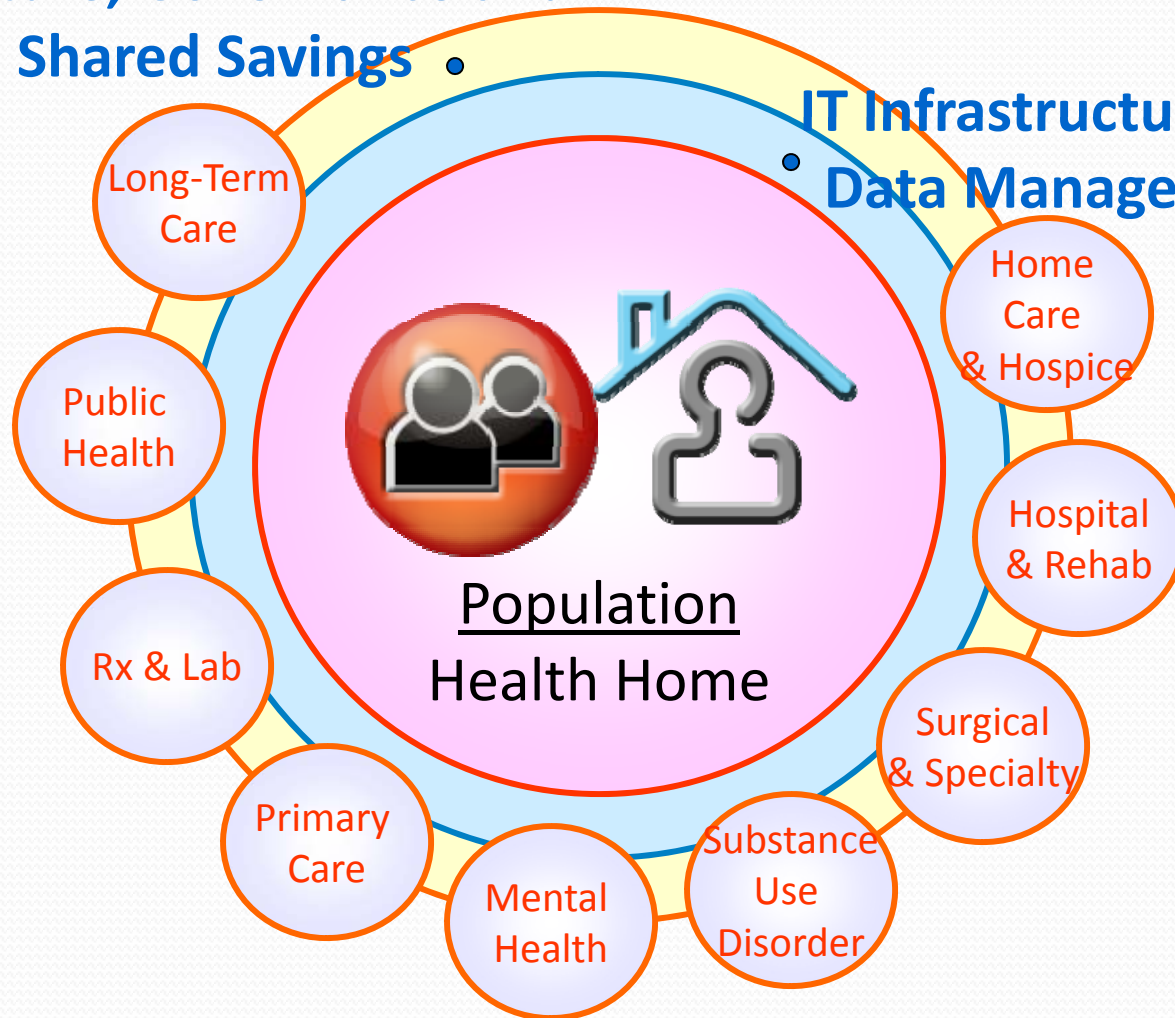 Shared Savings
IT Infrastructu
Data Manage
Long-Term
Care
Home
Care
& Hospice
Public
Health
Hospital
& Rehab
Population
Health Home
Rx & Lab
Surgical
& Specialty
Primary
Care
Substance
Use
Disorder
Mental
Health